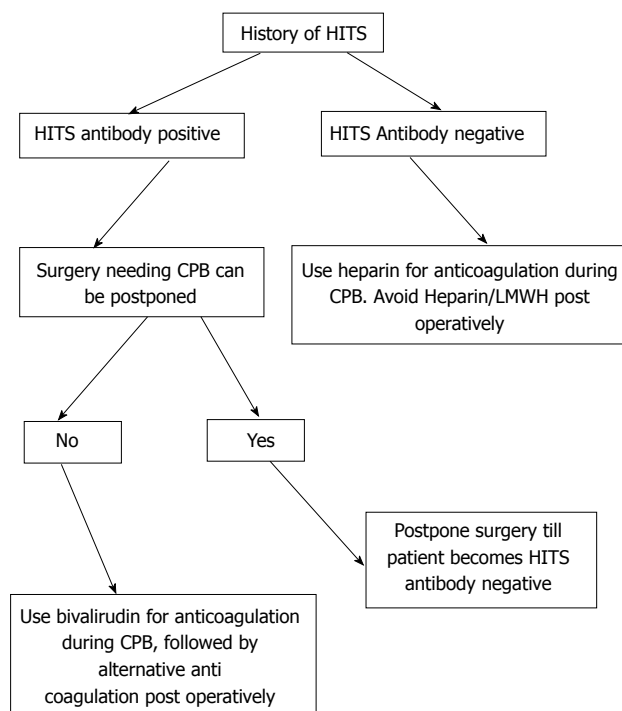 History of HITS
HITS antibody positive
HITS Antibody negative
Surgery needing CPB can
be postponed
Use heparin for anticoagulation during
CPB. Avoid Heparin/LMWH post
operatively
No
Yes
Postpone surgery till
patient becomes HITS
antibody negative
Use bivalirudin for anticoagulation
during CPB, followed by
alternative anti
coagulation post operatively